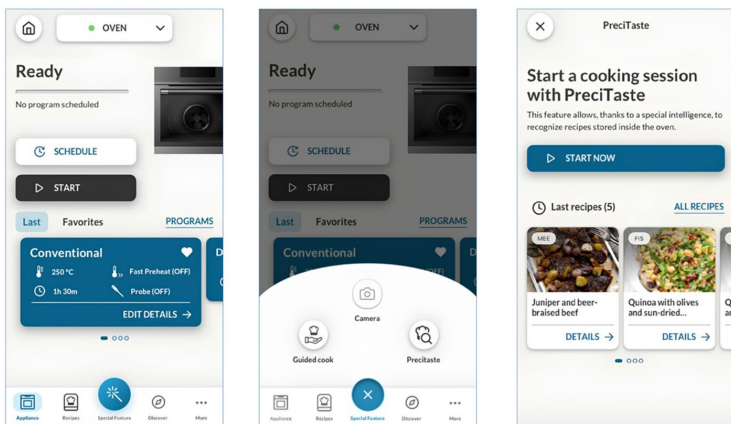 OVEN
Ready
No program scheduled
SCHEDULE
START
Last Favorites PROGRAMS
Conventional
250 °C Fast Preheat (OFF)
1h 30m Probe (OFF)
EDIT DETAILS →
D
Appliance Recipes Special Feature Discover More
OVEN
Ready
No program scheduled
SCHEDULE
START
Last Favorites PROGRAMS
Conventional
D
250 °C (OFF)
Camera
Guided cook Precitaste
Appliance Recipes Special Feature Discover More
PreciTaste
Start a cooking session
with PreciTaste
This feature allows, thanks to a special intelligence, to
recognize recipes stored inside the oven.
START NOW
Last recipes (5) ALL RECIPES
MEE FIS
Juniper and beer-
braised beef
Quinoa with olives
and sun-dried...
Q
DETAILS → DETAILS →